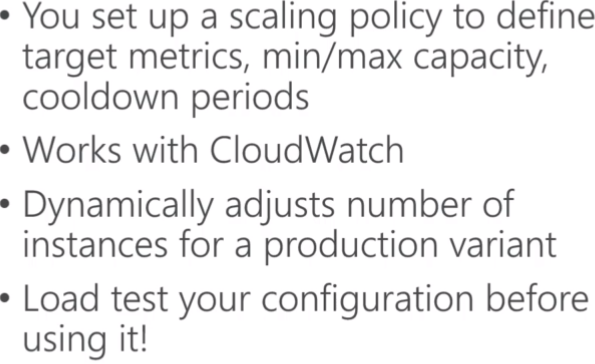 • You set up a scaling policy to define
target metrics, min/max capacity,
cooldown periods
• Works with CloudWatch
• Dynamically adjusts number of
instances for a production variant
• Load test your configuration before
using it!